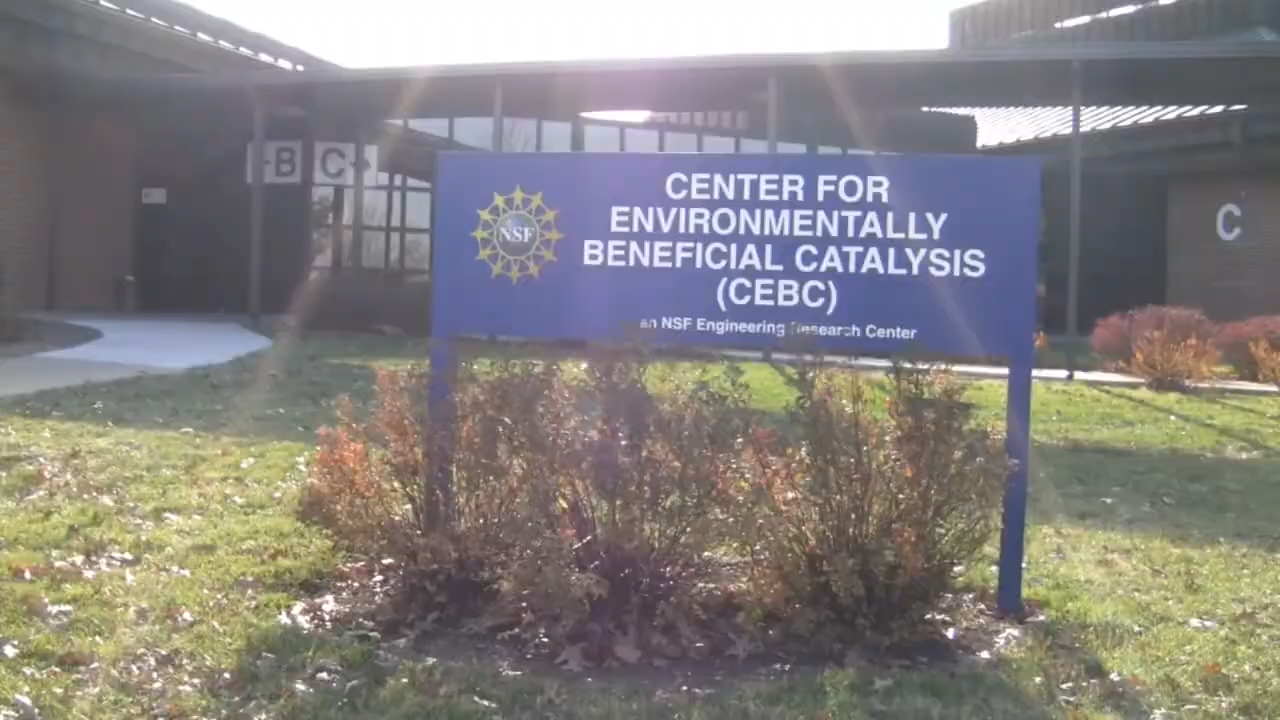 B C
NSF
CENTER FOR
ENVIRONMENTALLY
BENEFICIAL CATALYSIS
(CEBC)
an NSF Engineering Research Center
C